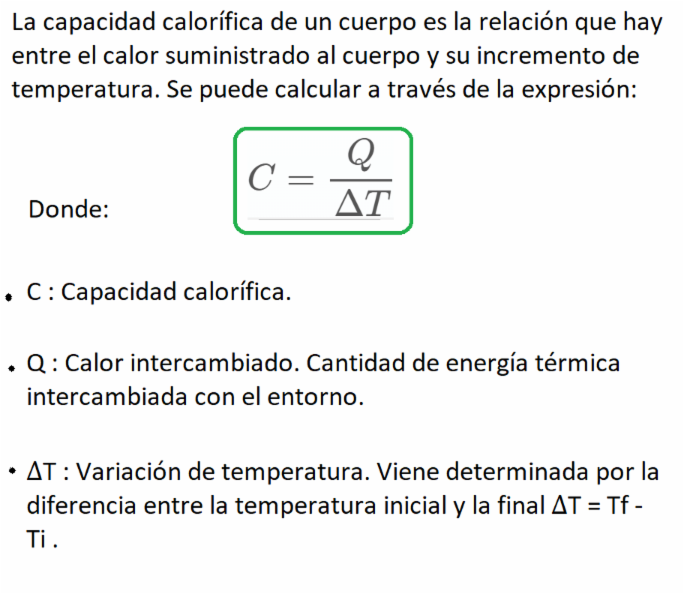 La capacidad calorífica de un cuerpo es la relación que hay
entre el calor suministrado al cuerpo y su incremento de
temperatura. Se puede calcular a través de la expresión:
C = Q / ΔT
Donde:
• C : Capacidad calorífica.
• Q : Calor intercambiado. Cantidad de energía térmica
intercambiada con el entorno.
• ΔT : Variación de temperatura. Viene determinada por la
diferencia entre la temperatura inicial y la final ΔT = Tf -
Ti .